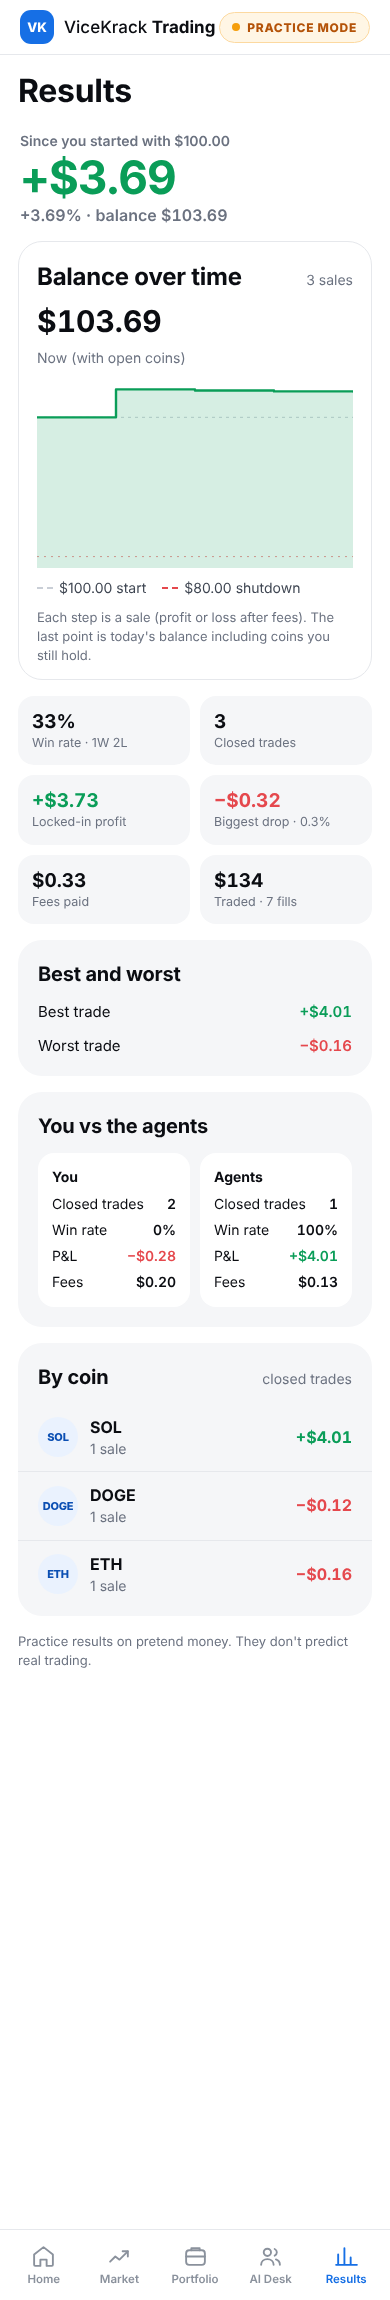 VK
ViceKrack Trading
PRACTICE MODE
Results
Since you started with $100.00
+$3.69
+3.69% · balance $103.69
Balance over time
3 sales
$103.69
Now (with open coins)
$100.00 start
$80.00 shutdown
Each step is a sale (profit or loss after fees). The
last point is today's balance including coins you
still hold.
33%
Win rate · 1W 2L
3
Closed trades
+$3.73
Locked-in profit
−$0.32
Biggest drop · 0.3%
$0.33
Fees paid
$134
Traded · 7 fills
Best and worst
Best trade +$4.01
Worst trade −$0.16
You vs the agents
You
Closed trades 2
Win rate 0%
P&L −$0.28
Fees $0.20
Agents
Closed trades 1
Win rate 100%
P&L +$4.01
Fees $0.13
By coin
closed trades
SOL
SOL
1 sale
+$4.01
DOGE
DOGE
1 sale
−$0.12
ETH
ETH
1 sale
−$0.16
Practice results on pretend money. They don't predict
real trading.
Home
Market
Portfolio
AI Desk
Results